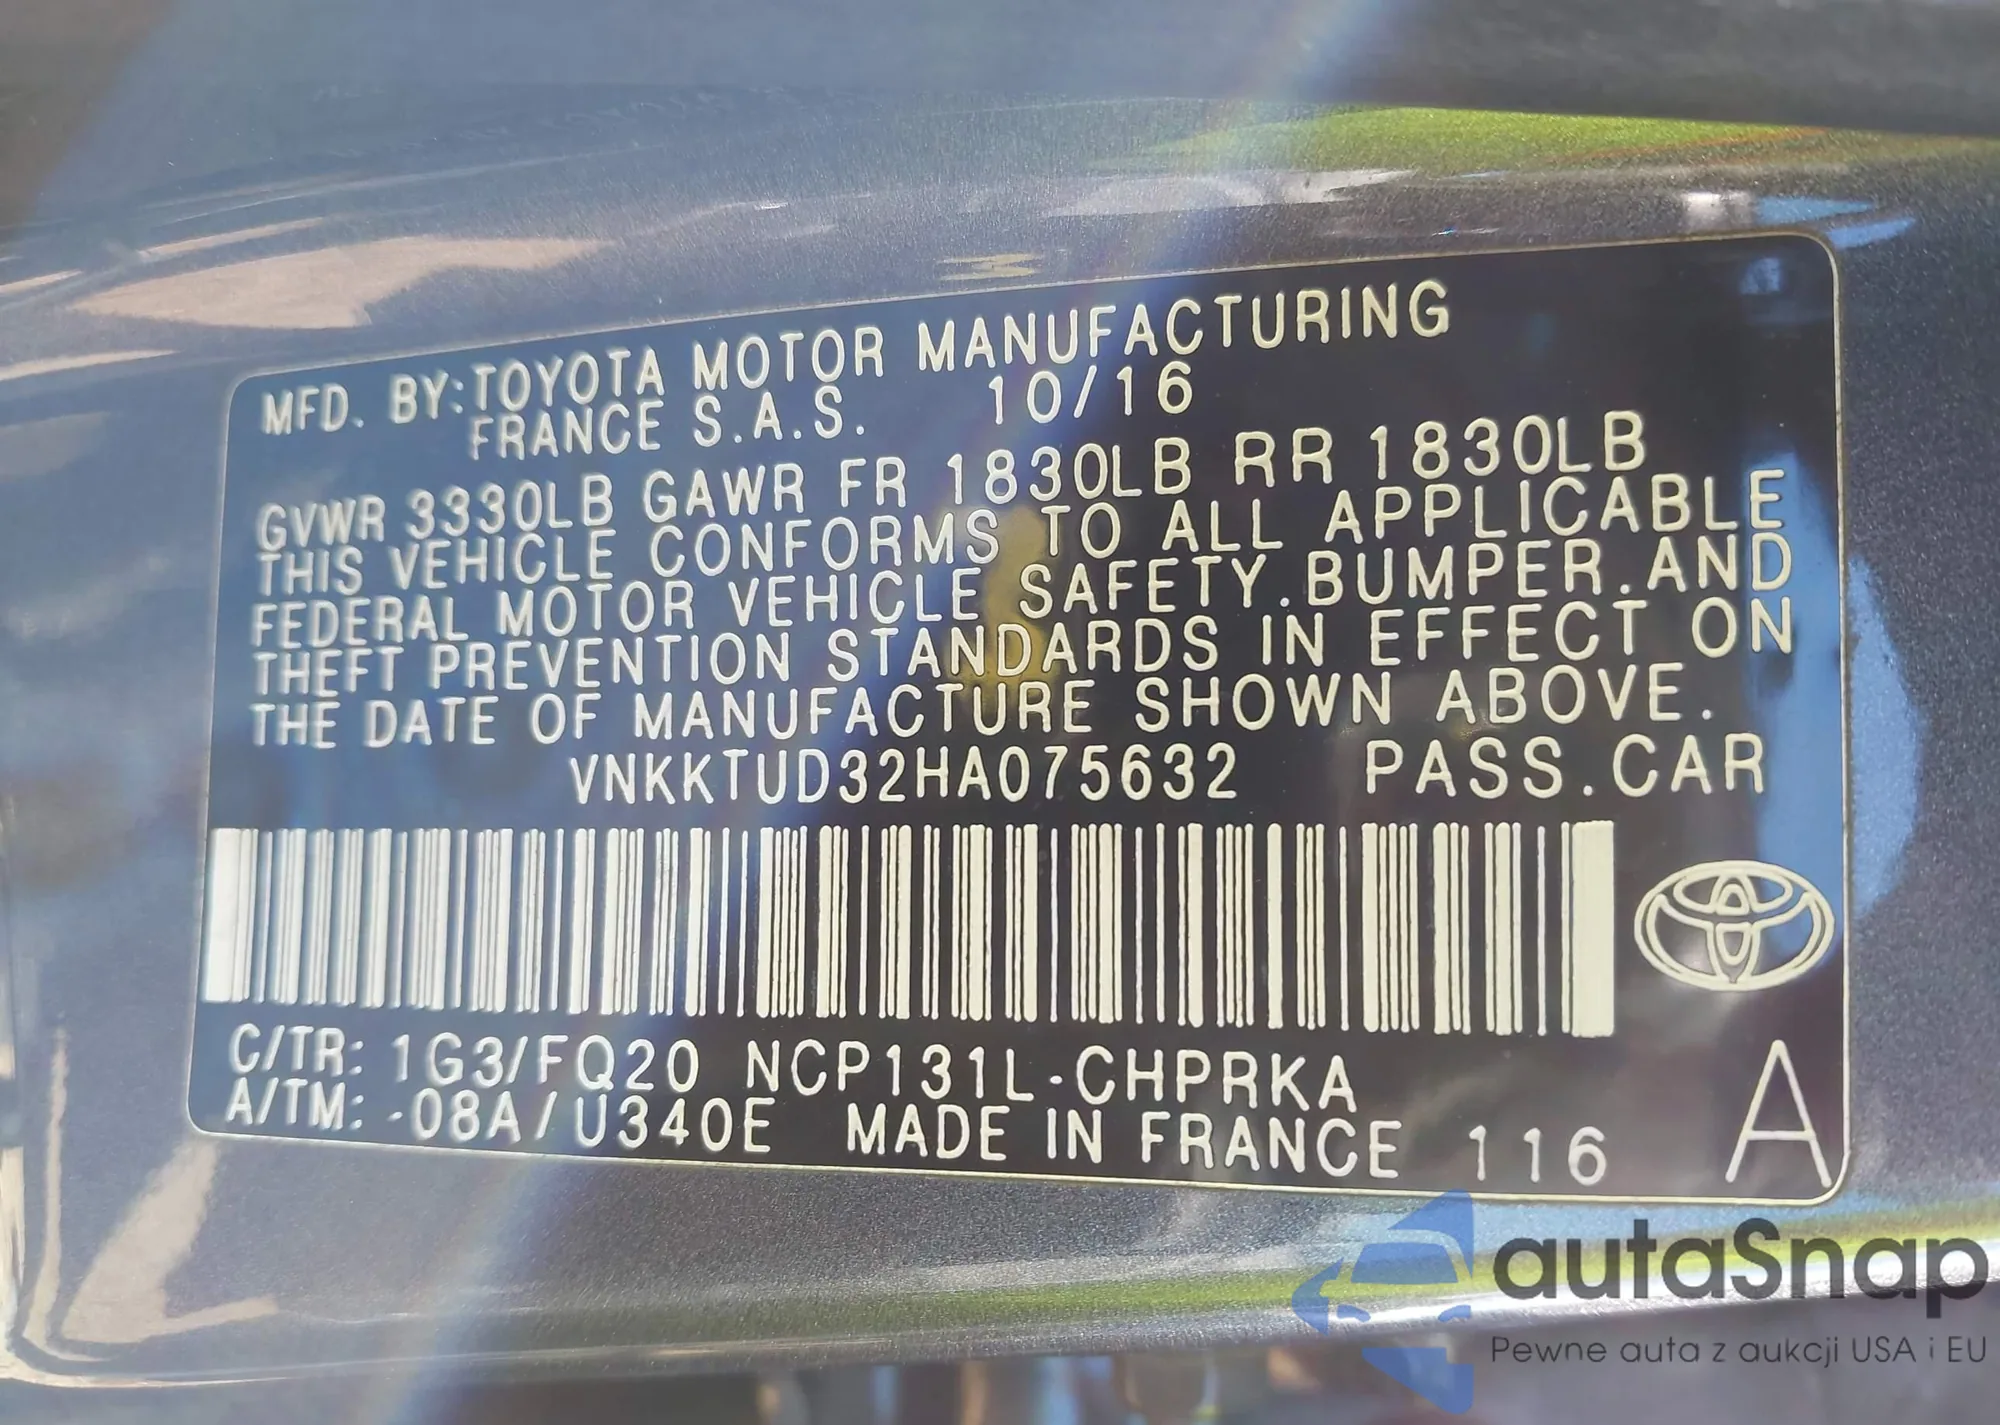 MFD. BY:TOYOTA MOTOR MANUFACTURING
FRANCE S.A.S. 10/16
GVWR 3330LB GAWR FR 1830LB RR 1830LB
THIS VEHICLE CONFORMS TO ALL APPLICABLE
FEDERAL MOTOR VEHICLE SAFETY.BUMPER.AND
THEFT PREVENTION STANDARDS IN EFFECT ON
THE DATE OF MANUFACTURE SHOWN ABOVE.
VNKKTUD32HA075632 PASS.CAR
C/TR: 1G3/FQ20 NCP131L-CHPRKA
A/TM: -08A/U340E MADE IN FRANCE 116
A
autaSnap
Pewne auta z aukcji USA i EU